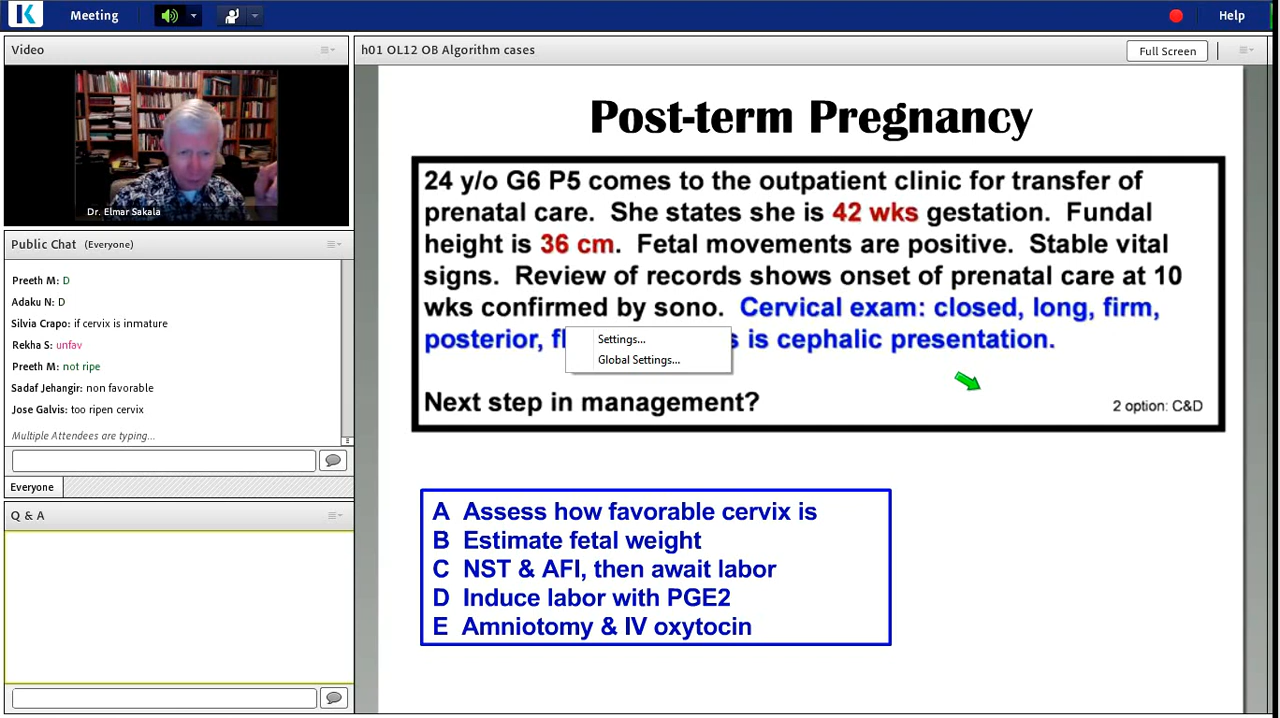 Meeting
Help
Video
Dr. Elmar Sakala
Public Chat (Everyone)
Preeth M: D
Adaku N: D
Silvia Crapo: if cervix is inmature
Rekha S: unfav
Preeth M: not ripe
Sadaf Jehangir: non favorable
Jose Galvis: too ripen cervix
Multiple Attendees are typing...
Everyone
Q & A
h01 OL12 OB Algorithm cases
Full Screen
Post-term Pregnancy
24 y/o G6 P5 comes to the outpatient clinic for transfer of
prenatal care. She states she is 42 wks gestation. Fundal
height is 36 cm. Fetal movements are positive. Stable vital
signs. Review of records shows onset of prenatal care at 10
wks confirmed by sono. Cervical exam: closed, long, firm,
posterior, is cephalic presentation.
Settings...
Global Settings...
Next step in management?
2 option: C&D
A Assess how favorable cervix is
B Estimate fetal weight
C NST & AFI, then await labor
D Induce labor with PGE2
E Amniotomy & IV oxytocin